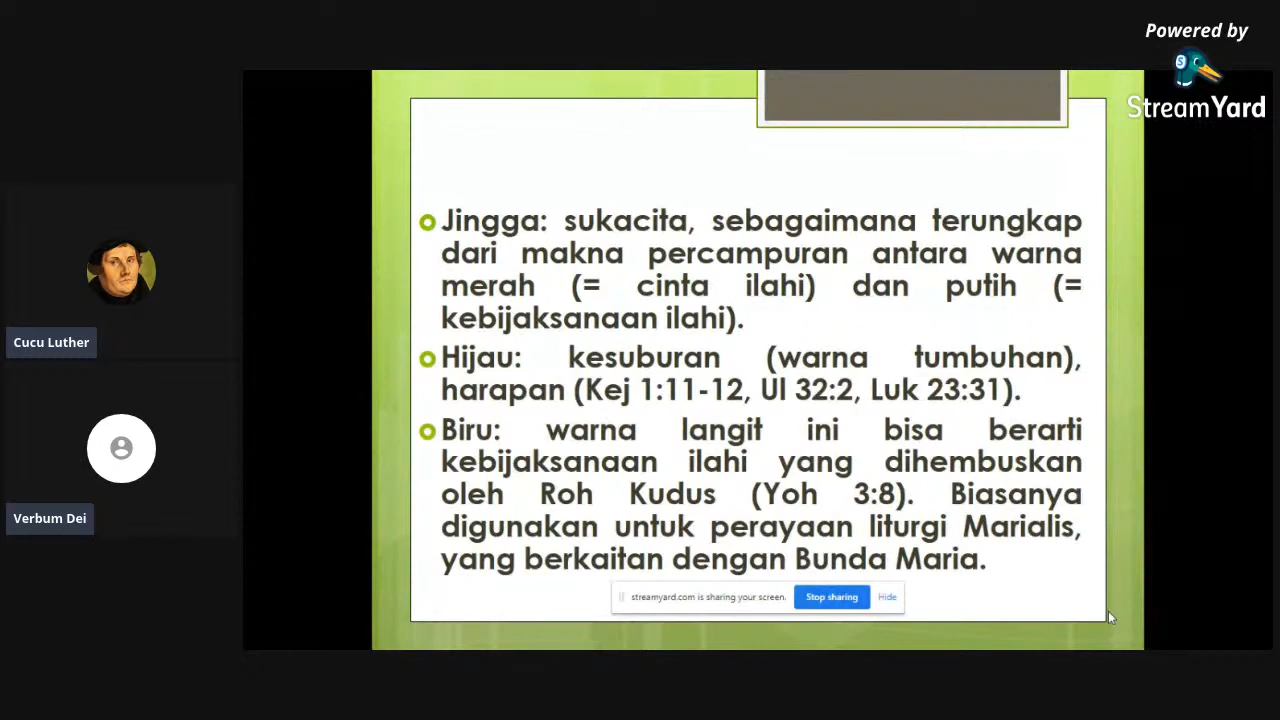 Powered by
StreamYard
Jingga: sukacita, sebagaimana terungkap
dari makna percampuran antara warna
merah (= cinta ilahi) dan putih (=
kebijaksanaan ilahi).
Hijau: kesuburan (warna tumbuhan),
harapan (Kej 1:11-12, Ul 32:2, Luk 23:31).
Biru: warna langit ini bisa berarti
kebijaksanaan ilahi yang dihembuskan
oleh Roh Kudus (Yoh 3:8). Biasanya
digunakan untuk perayaan liturgi Marialis,
yang berkaitan dengan Bunda Maria.
streamyard.com is sharing your screen. Stop sharing Hide
Cucu Luther
Verbum Dei